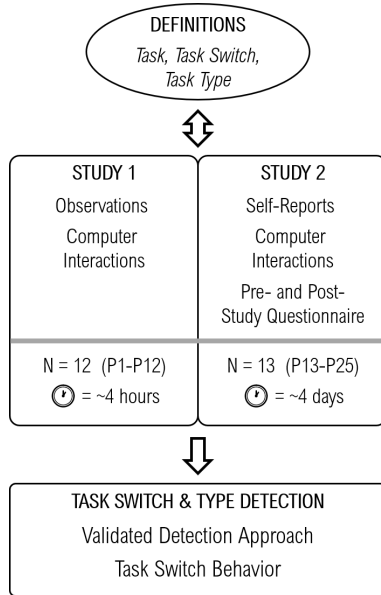 DEFINITIONS
Task, Task Switch,
Task Type
STUDY 1
Observations
Computer
Interactions
N = 12 (P1-P12)
= ~4 hours
STUDY 2
Self-Reports
Computer
Interactions
Pre- and Post-
Study Questionnaire
N = 13 (P13-P25)
= ~4 days
TASK SWITCH & TYPE DETECTION
Validated Detection Approach
Task Switch Behavior